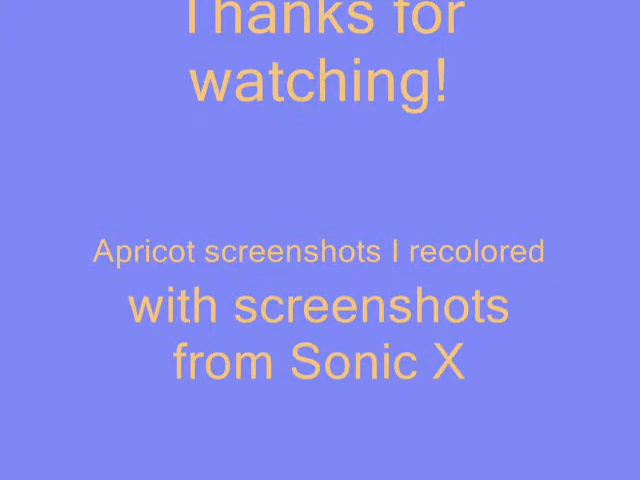 Thanks for
watching!
Apricot screenshots I recolored
with screenshots
from Sonic X